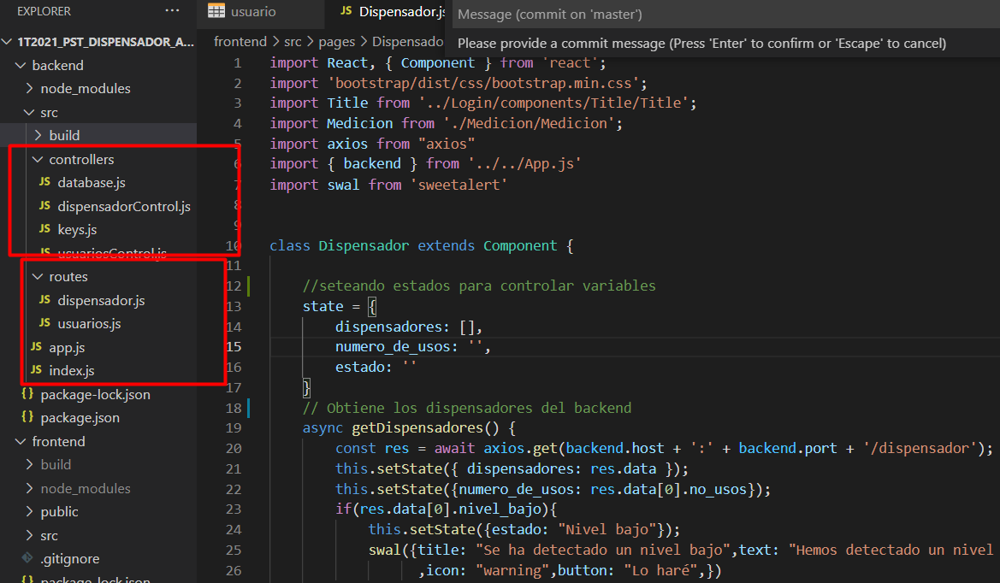 EXPLORER ...
1T2021_PST_DISPENSADOR_A...
backend
node_modules
src
build
controllers
JS database.js
JS dispensadorControl.js
JS keys.js
JS usuariosControl.js
routes
JS dispensador.js
JS usuarios.js
JS app.js
JS index.js
{} package-lock.json
{} package.json
frontend
build
node_modules
public
src
.gitignore
{} package-lock.json
usuario
JS Dispensador.js
Message (commit on 'master')
Please provide a commit message (Press 'Enter' to confirm or 'Escape' to cancel)
frontend > src > pages > Dispensado
1 import React, { Component } from 'react';
2 import 'bootstrap/dist/css/bootstrap.min.css';
3 import Title from '../Login/components/Title/Title';
4 import Medicion from './Medicion/Medicion';
5 import axios from "axios"
6 import { backend } from '../../App.js'
7 import swal from 'sweetalert'
8
9
10 class Dispensador extends Component {
11
12 //seteando estados para controlar variables
13 state = {
14 dispensadores: [],
15 numero_de_usos: '',
16 estado: ''
17 }
18 // Obtiene los dispensadores del backend
19 async getDispensadores() {
20 const res = await axios.get(backend.host + ':' + backend.port + '/dispensador');
21 this.setState({ dispensadores: res.data });
22 this.setState({numero_de_usos: res.data[0].no_usos});
23 if(res.data[0].nivel_bajo){
24 this.setState({estado: "Nivel bajo"});
25 swal({title: "Se ha detectado un nivel bajo",text: "Hemos detectado un nivel
26 ,icon: "warning",button: "Lo haré",})